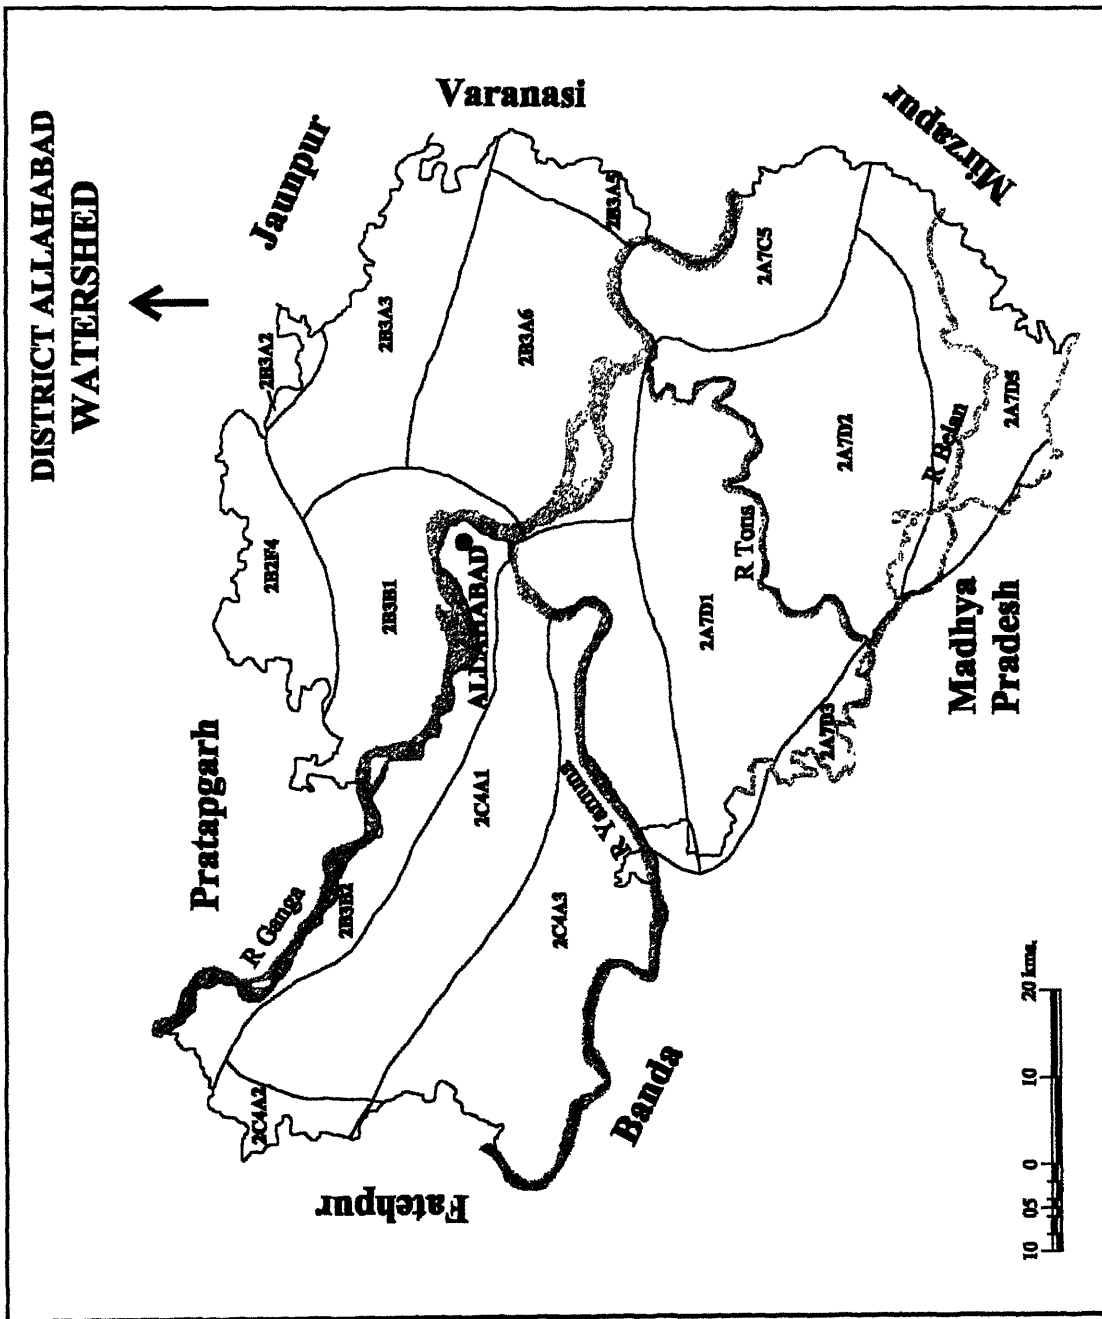 DISTRICT ALLAHABAD
WATERSHED
Fatehpur
Pratapgarh
Jaunpur
Varanasi
Mirzapur
Banda
Madhya
Pradesh
2C4A2
R Ganga
2B3B2
2C4A1
2C4A3
R Yamuna
2B2F4
2B3B1
ALLAHABAD
2B3A2
2B3A3
2B3A6
2B3A5
2A7C5
2A7D1
R Tons
2A7D2
2A7D3
R Belan
2A7D5
10 05 0 10 20 kms.